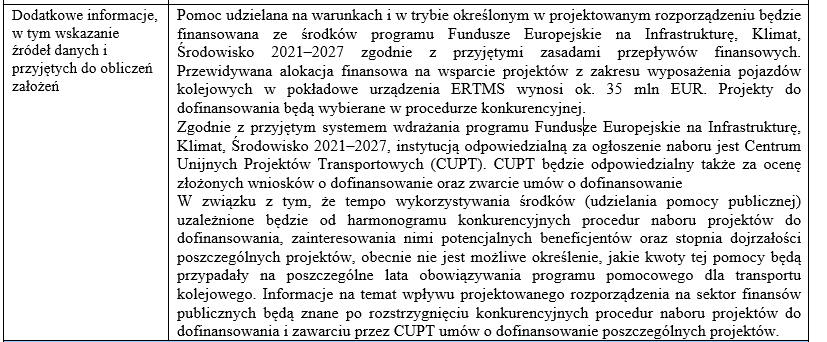 Dodatkowe informacje,
w tym wskazanie
źródeł danych i
przyjętych do obliczeń
założeń
Pomoc udzielana na warunkach i w trybie określonym w projektowanym rozporządzeniu będzie
finansowana ze środków programu Fundusze Europejskie na Infrastrukturę, Klimat,
Środowisko 2021–2027 zgodnie z przyjętymi zasadami przepływów finansowych.
Przewidywana alokacja finansowa na wsparcie projektów z zakresu wyposażenia pojazdów
kolejowych w pokładowe urządzenia ERTMS wynosi ok. 35 mln EUR. Projekty do
dofinansowania będą wybierane w procedurze konkurencyjnej.
Zgodnie z przyjętym systemem wdrażania programu Fundusze Europejskie na Infrastrukturę,
Klimat, Środowisko 2021–2027, instytucją odpowiedzialną za ogłoszenie naboru jest Centrum
Unijnych Projektów Transportowych (CUPT). CUPT będzie odpowiedzialny także za ocenę
złożonych wniosków o dofinansowanie oraz zwarcie umów o dofinansowanie
W związku z tym, że tempo wykorzystywania środków (udzielania pomocy publicznej)
uzależnione będzie od harmonogramu konkurencyjnych procedur naboru projektów do
dofinansowania, zainteresowania nimi potencjalnych beneficjentów oraz stopnia dojrzałości
poszczególnych projektów, obecnie nie jest możliwe określenie, jakie kwoty tej pomocy będą
przypadały na poszczególne lata obowiązywania programu pomocowego dla transportu
kolejowego. Informacje na temat wpływu projektowanego rozporządzenia na sektor finansów
publicznych będą znane po rozstrzygnięciu konkurencyjnych procedur naboru projektów do
dofinansowania i zawarciu przez CUPT umów o dofinansowanie poszczególnych projektów.